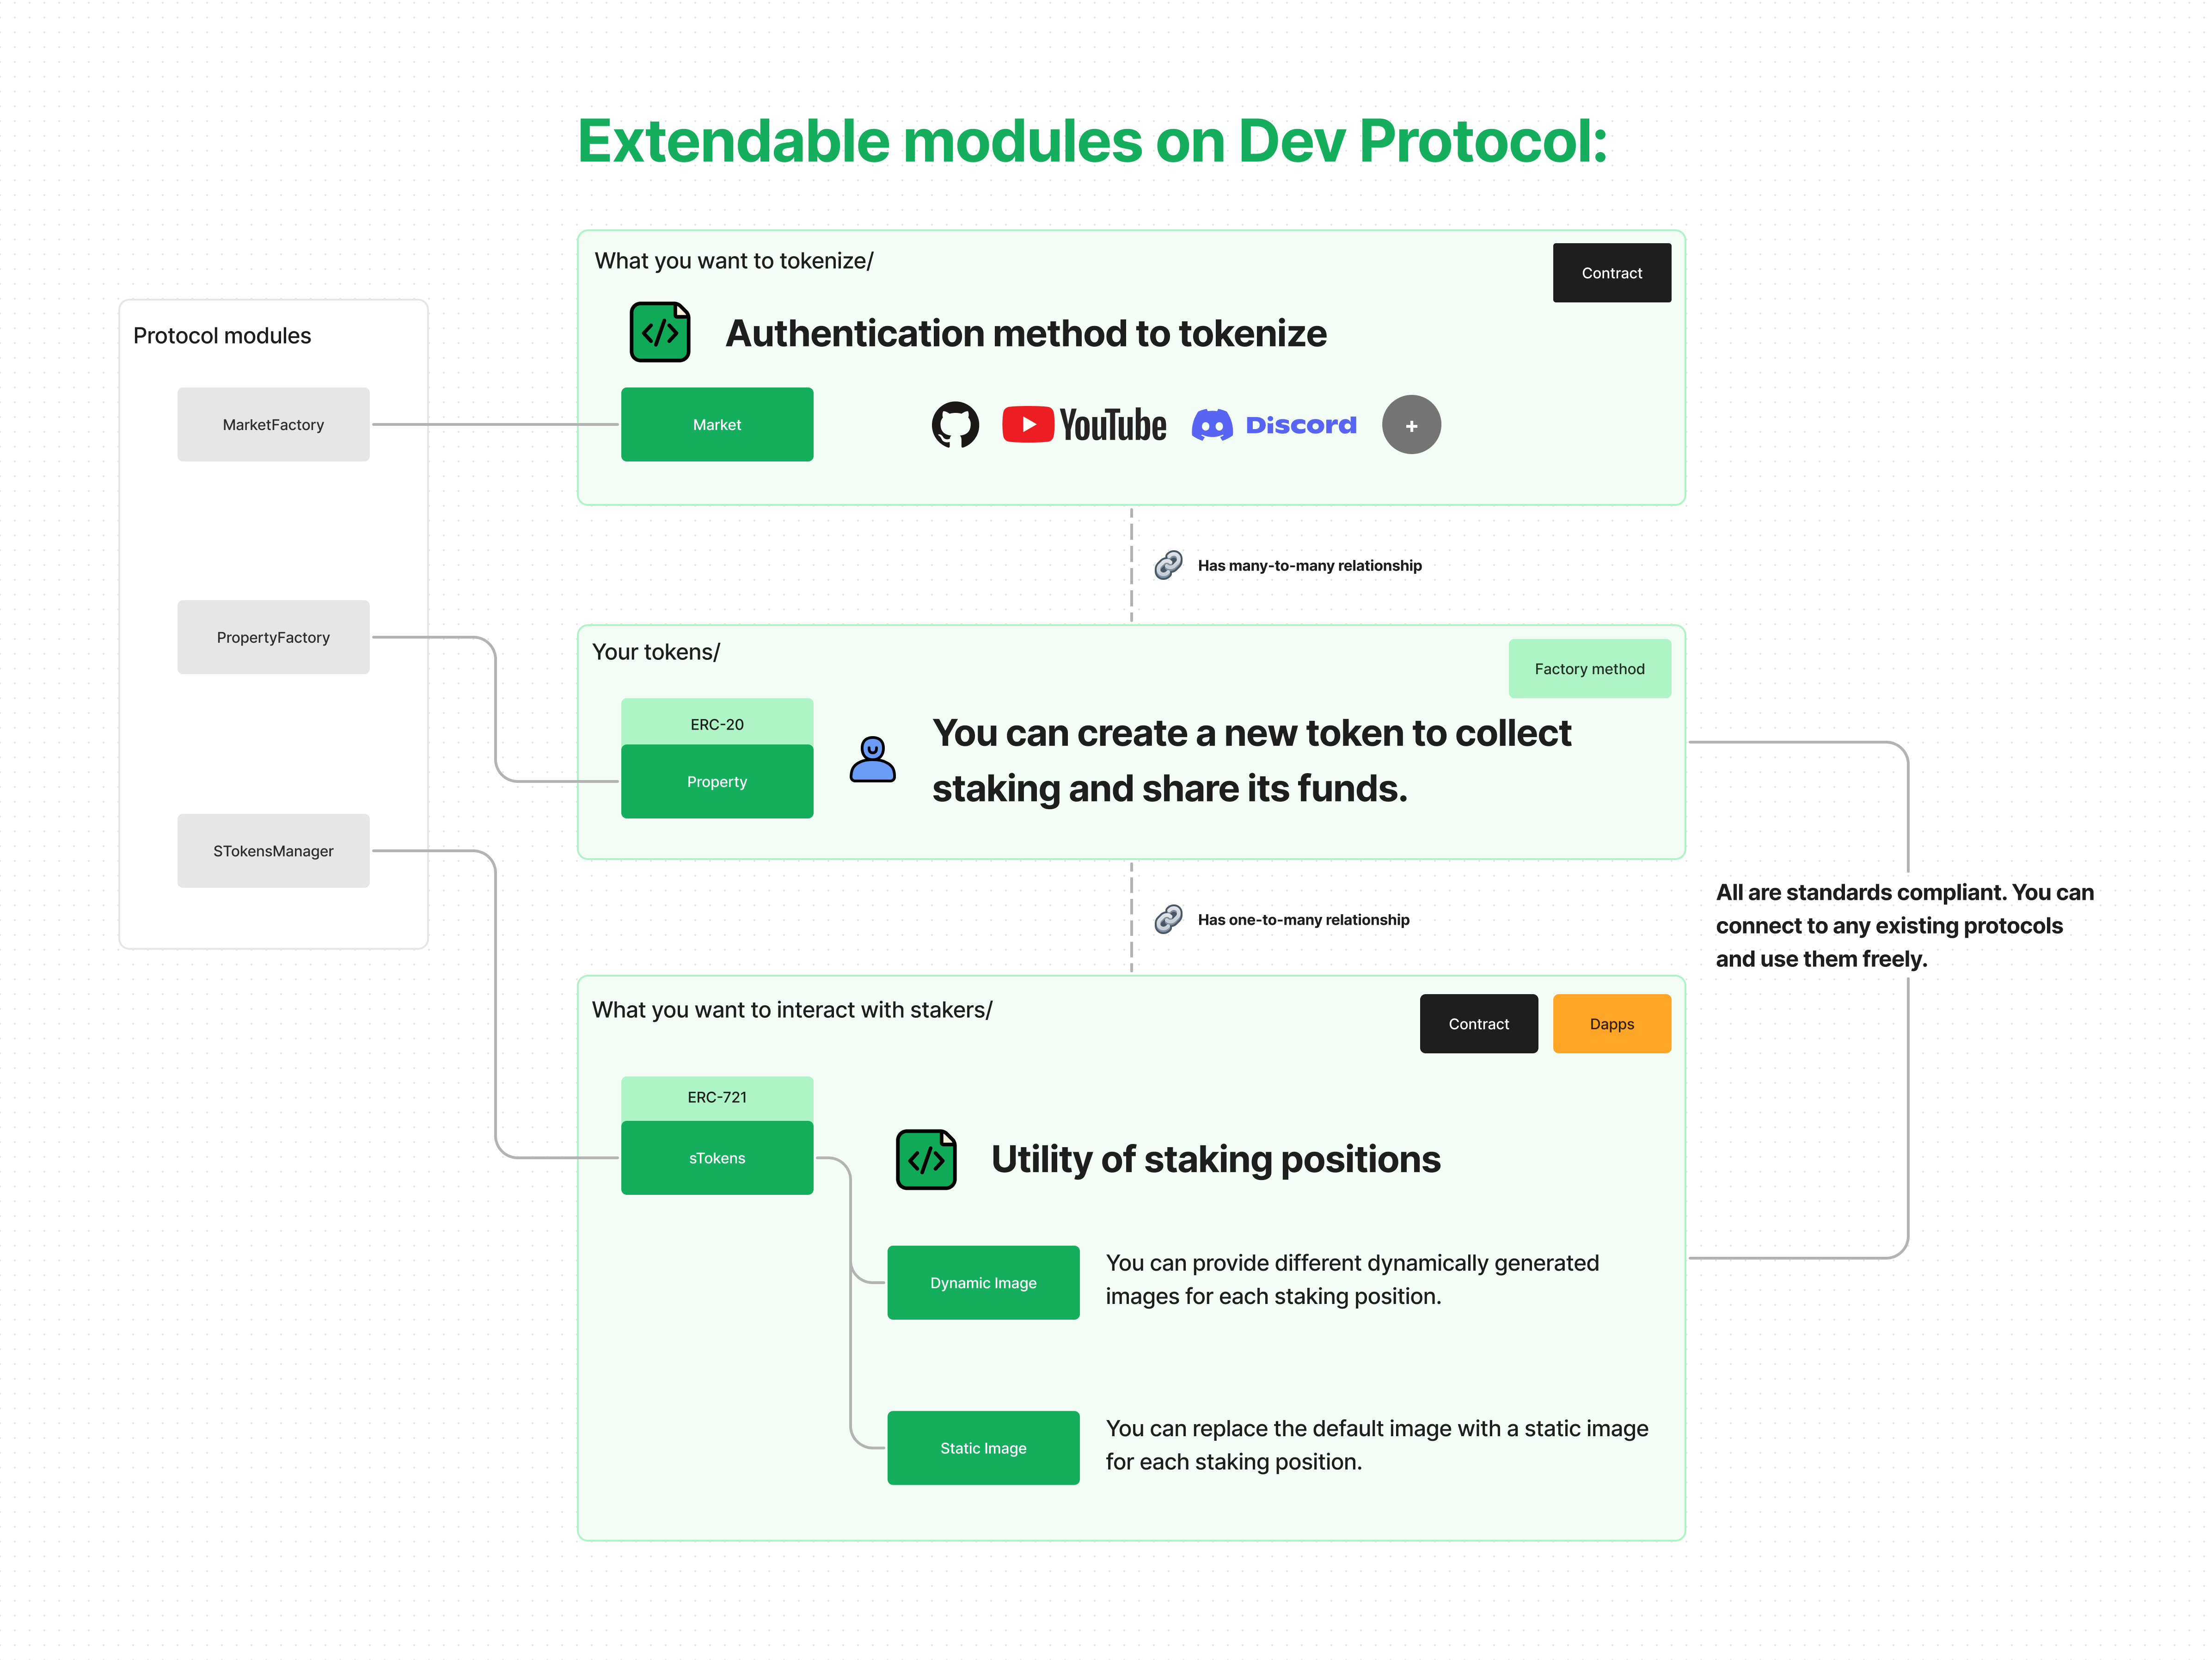 Extendable modules on Dev Protocol:
Protocol modules
MarketFactory
PropertyFactory
STokensManager
What you want to tokenize/
Contract
Authentication method to tokenize
Market
YouTube
Discord
+
Has many-to-many relationship
Your tokens/
Factory method
ERC-20
Property
You can create a new token to collect
staking and share its funds.
Has one-to-many relationship
All are standards compliant. You can
connect to any existing protocols
and use them freely.
What you want to interact with stakers/
Contract
Dapps
ERC-721
sTokens
Utility of staking positions
Dynamic Image
You can provide different dynamically generated
images for each staking position.
Static Image
You can replace the default image with a static image
for each staking position.